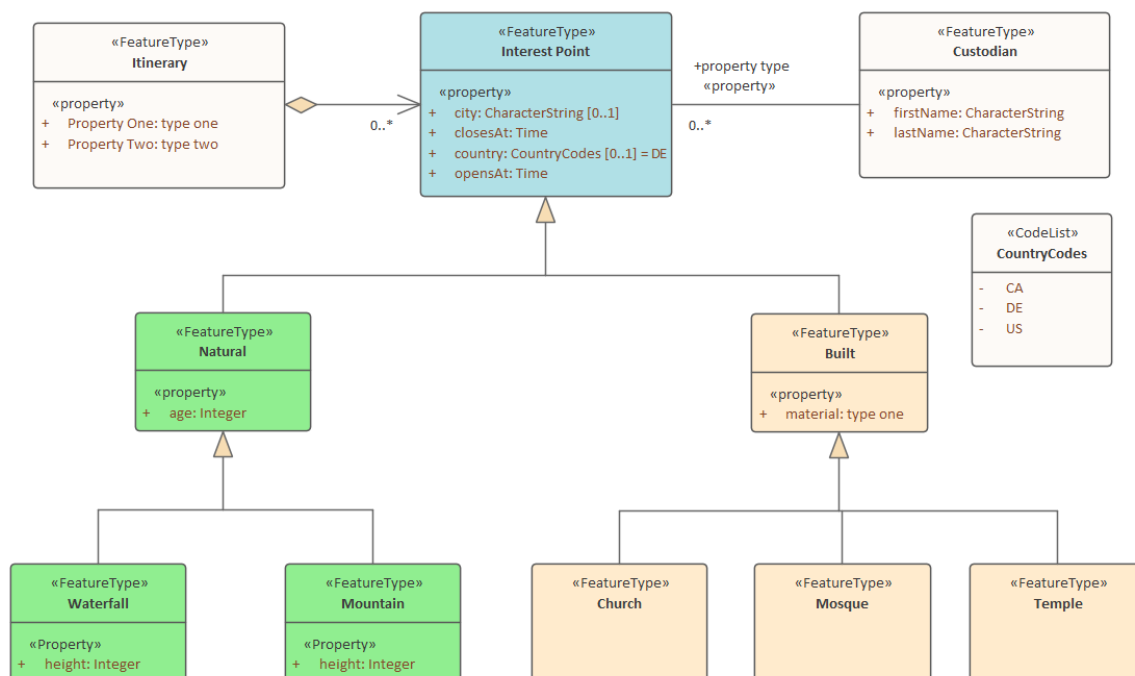 «FeatureType»
Itinerary
«property»
+ Property One: type one
+ Property Two: type two
0..*
«FeatureType»
Interest Point
«property»
+ city: CharacterString [0..1]
+ closesAt: Time
+ country: CountryCodes [0..1] = DE
+ opensAt: Time
+property type
«property»
0..*
«FeatureType»
Custodian
«property»
+ firstName: CharacterString
+ lastName: CharacterString
«CodeList»
CountryCodes
- CA
- DE
- US
«FeatureType»
Natural
«property»
+ age: Integer
«FeatureType»
Built
«property»
+ material: type one
«FeatureType»
Waterfall
«Property»
+ height: Integer
«FeatureType»
Mountain
«Property»
+ height: Integer
«FeatureType»
Church
«FeatureType»
Mosque
«FeatureType»
Temple